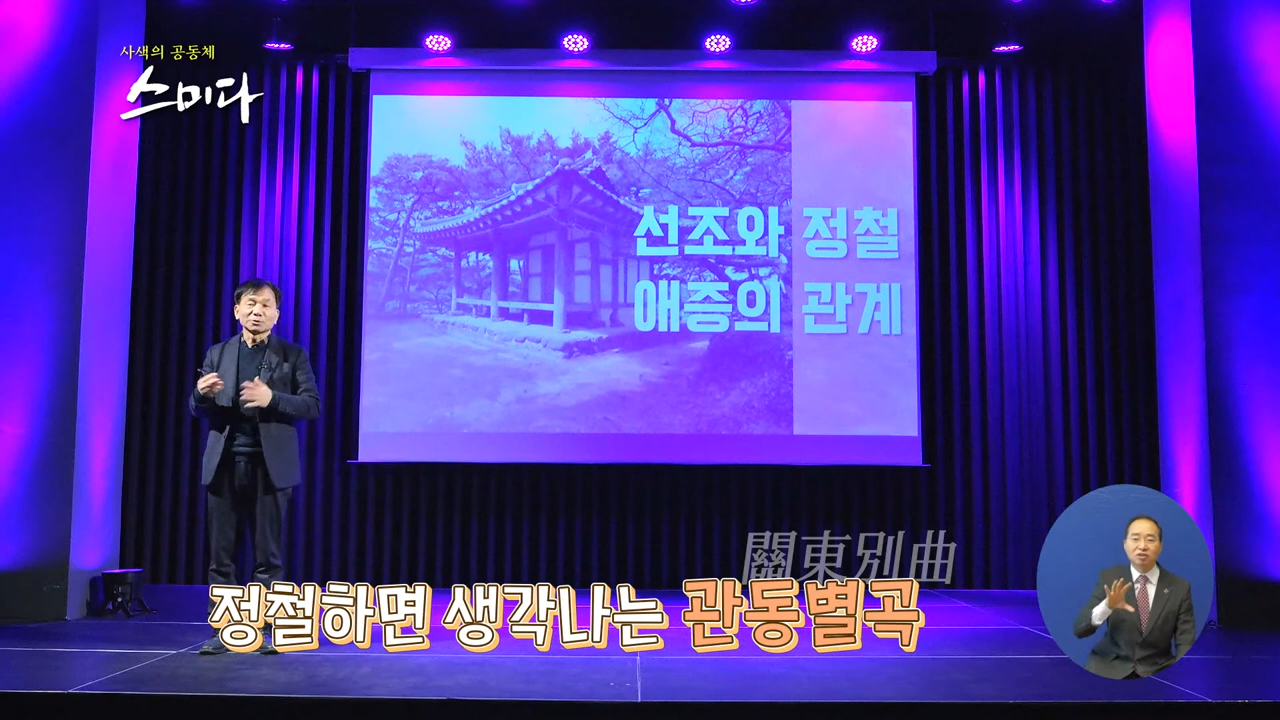 사색의 공동체
스미다
선조와 정철
애증의 관계
關東別曲
정철하면 생각나는 관동별곡